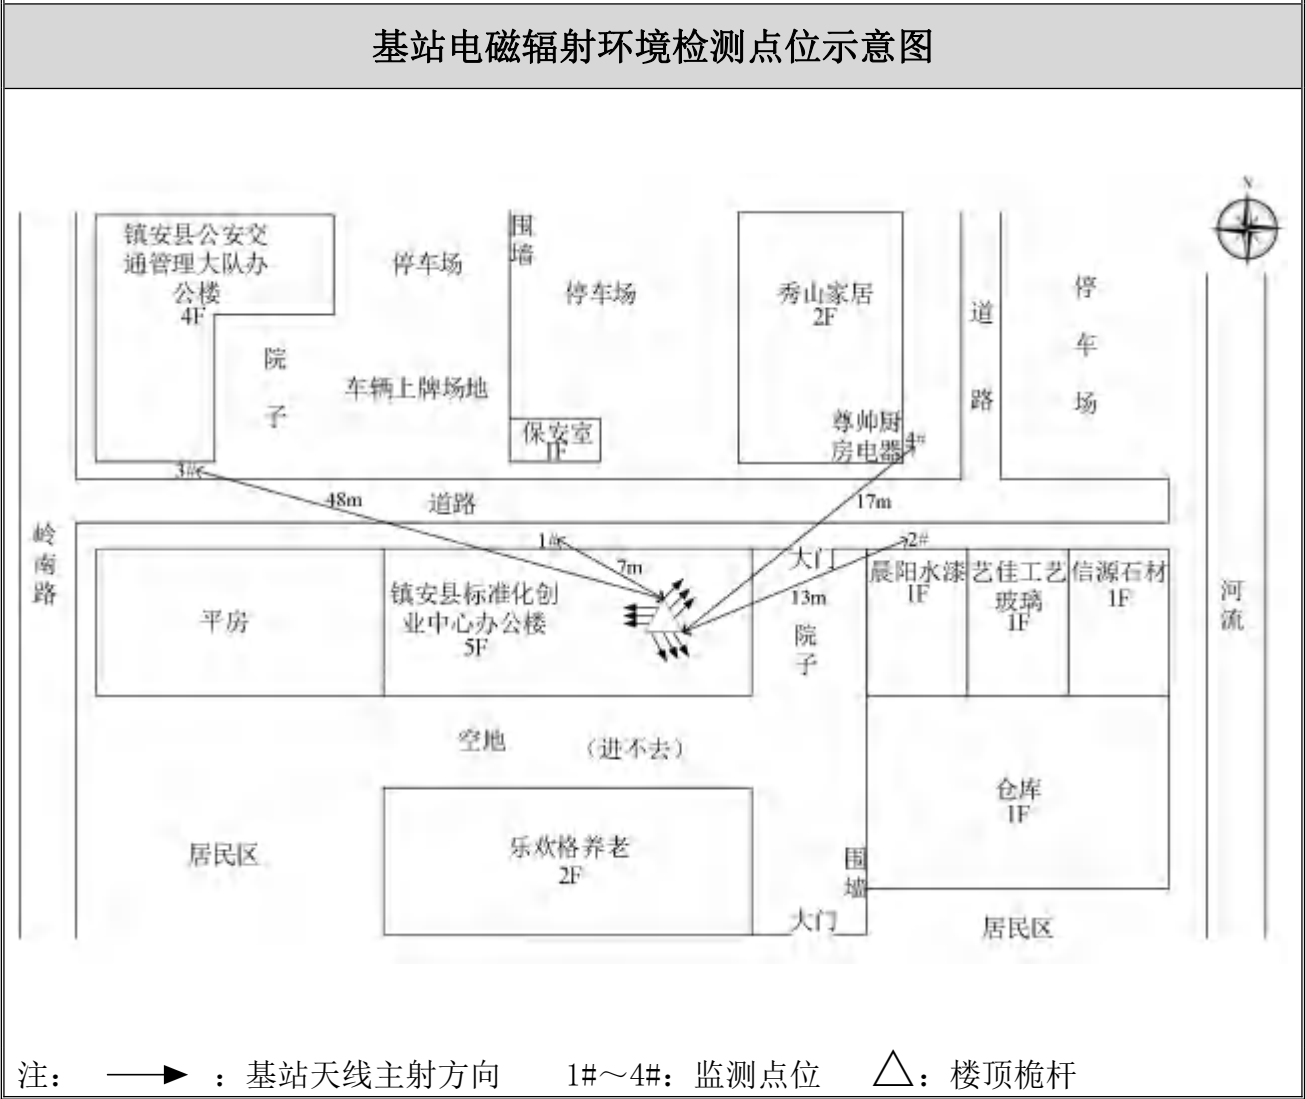 基站电磁辐射环境检测点位示意图
N
镇安县公安交
通管理大队办
公楼
4F
院
子
停车场
车辆上牌场地
围
墙
停车场
保安室
1F
秀山家居
2F
尊帅厨
房电器
4#
道
路
停
车
场
3#
48m
道路
17m
岭
南
路
1#
7m
大门
2#
平房
镇安县标准化创
业中心办公楼
5F
13m
院
子
晨阳水漆
1F
艺佳工艺
玻璃
1F
信源石材
1F
河
流
空地
（进不去）
仓库
1F
居民区
乐欢格养老
2F
围
墙
大门
居民区
注： ：基站天线主射方向 1#～4#：监测点位 ：楼顶桅杆